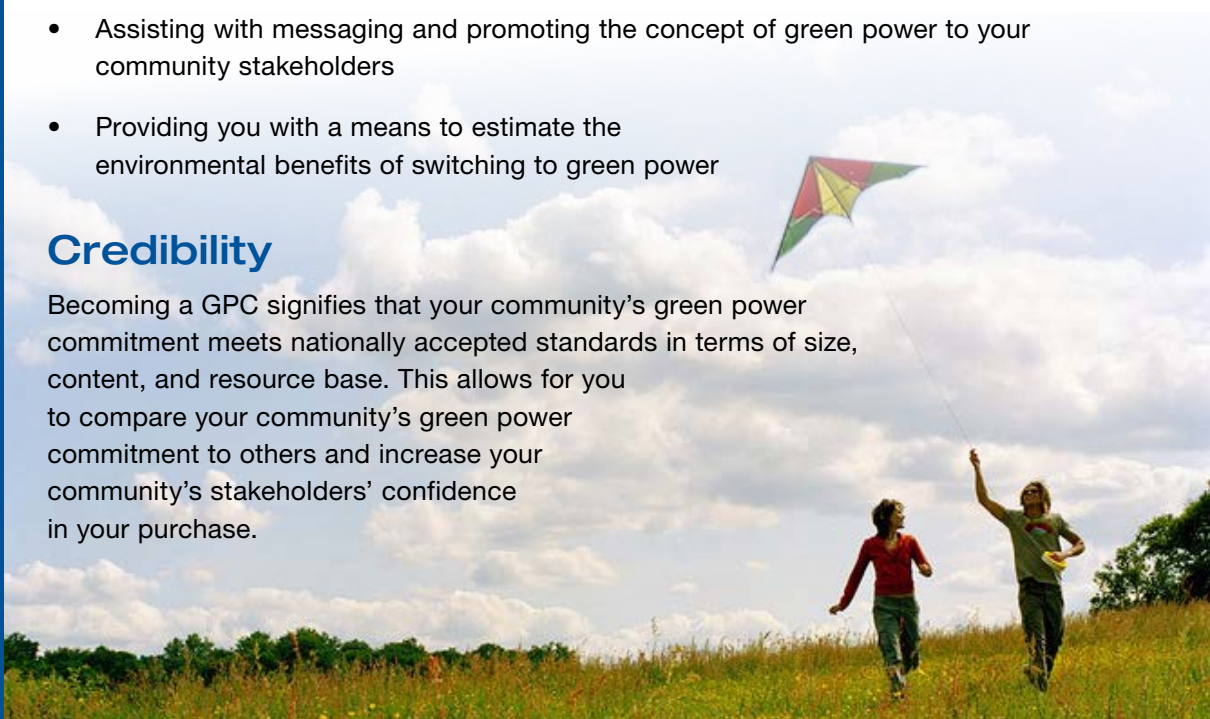 • Assisting with messaging and promoting the concept of green power to your
community stakeholders
• Providing you with a means to estimate the
environmental benefits of switching to green power
Credibility
Becoming a GPC signifies that your community’s green power
commitment meets nationally accepted standards in terms of size,
content, and resource base. This allows for you
to compare your community’s green power
commitment to others and increase your
community’s stakeholders’ confidence
in your purchase.